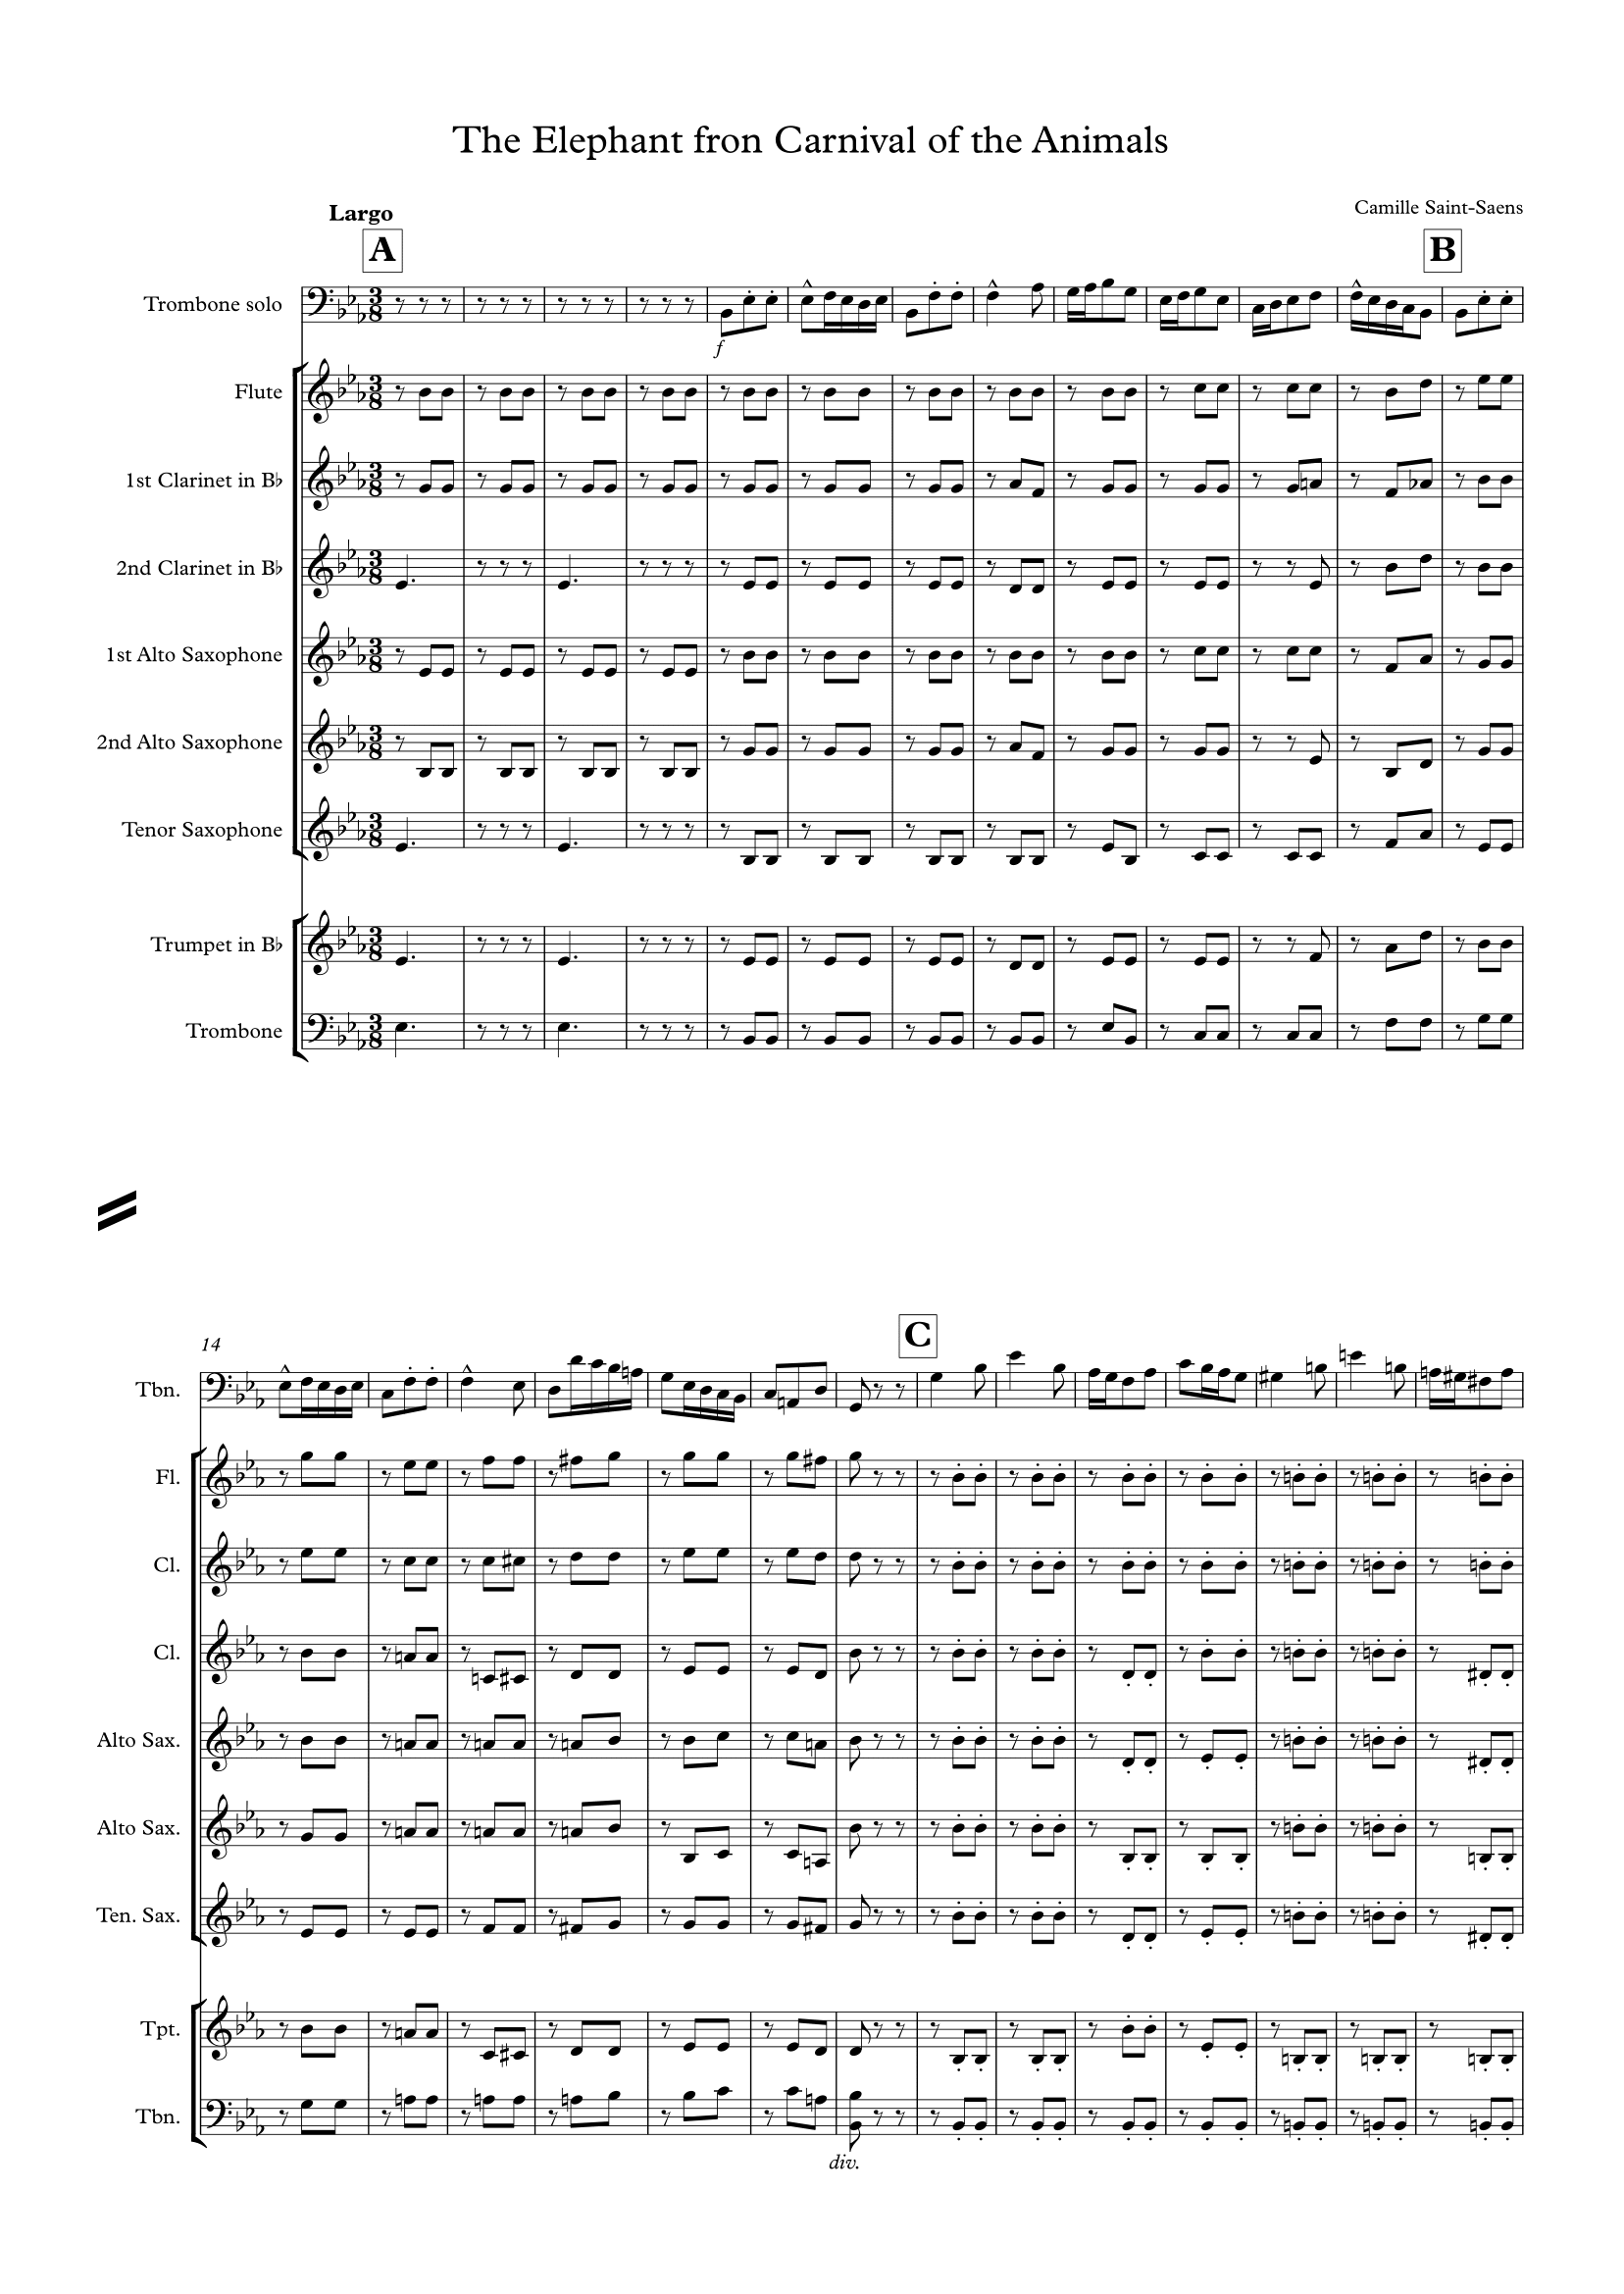 The Elephant fron Carnival of the Animals
Largo
Camille Saint-Saens
A
B
Trombone solo
f
Flute
1st Clarinet in B♭
2nd Clarinet in B♭
1st Alto Saxophone
2nd Alto Saxophone
Tenor Saxophone
Trumpet in B♭
Trombone
C
14
Tbn.
Fl.
Cl.
Cl.
Alto Sax.
Alto Sax.
Ten. Sax.
Tpt.
Tbn.
div.